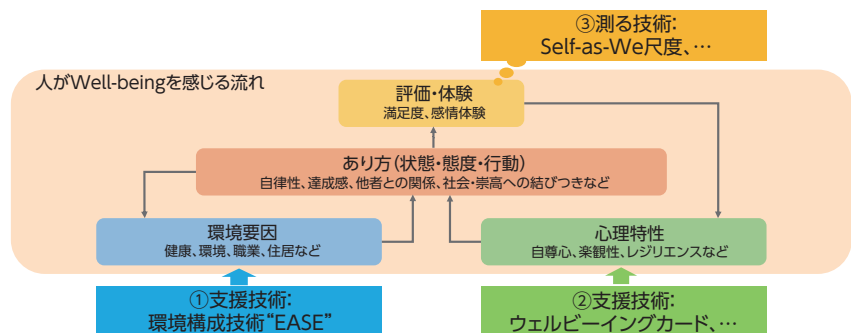 ③測る技術:
Self-as-We尺度、…
人がWell-beingを感じる流れ
評価・体験
満足度、感情体験
あり方(状態・態度・行動)
自律性、達成感、他者との関係、社会・崇高への結びつきなど
環境要因
健康、環境、職業、住居など
心理特性
自尊心、楽観性、レジリエンスなど
①支援技術:
環境構成技術“EASE”
②支援技術:
ウェルビーイングカード、…